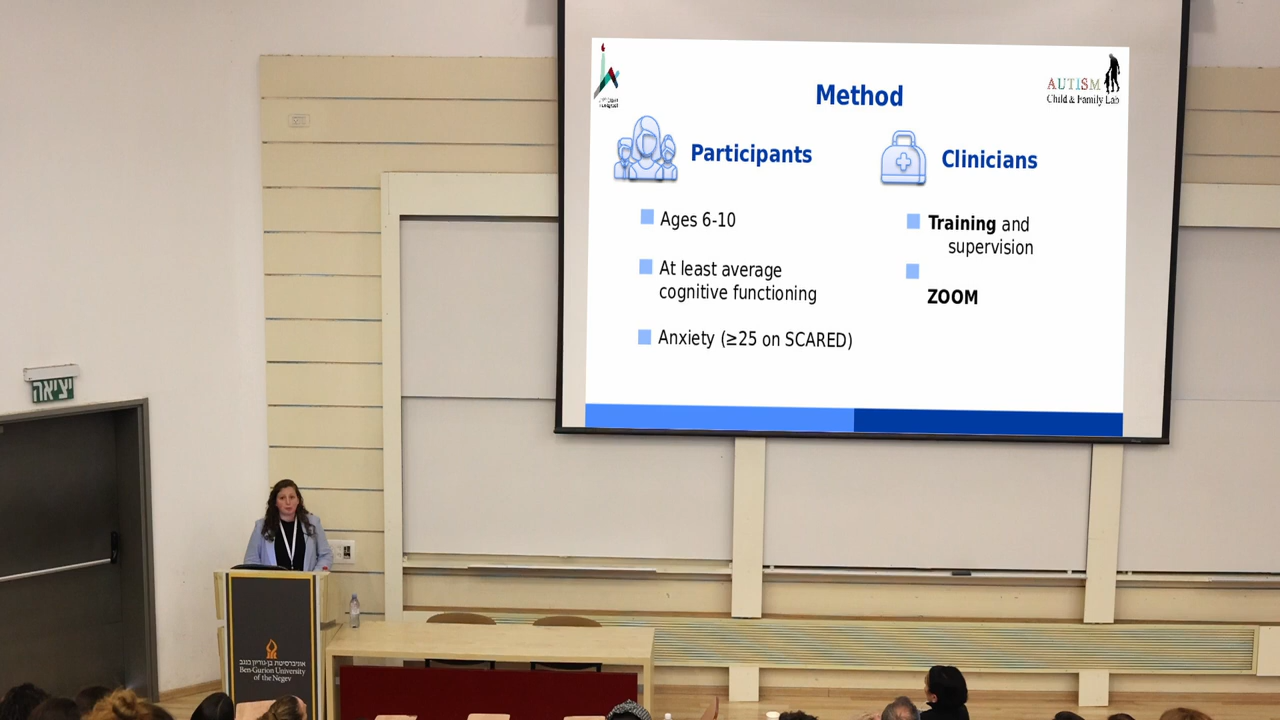 Method
AUTISM
Child & Family Lab
Participants
Clinicians
Ages 6-10
At least average
cognitive functioning
Anxiety (≥25 on SCARED)
Training and
supervision
ZOOM
יציאה
אוניברסיטת בן-גוריון בנגב
Ben-Gurion University
of the Negev